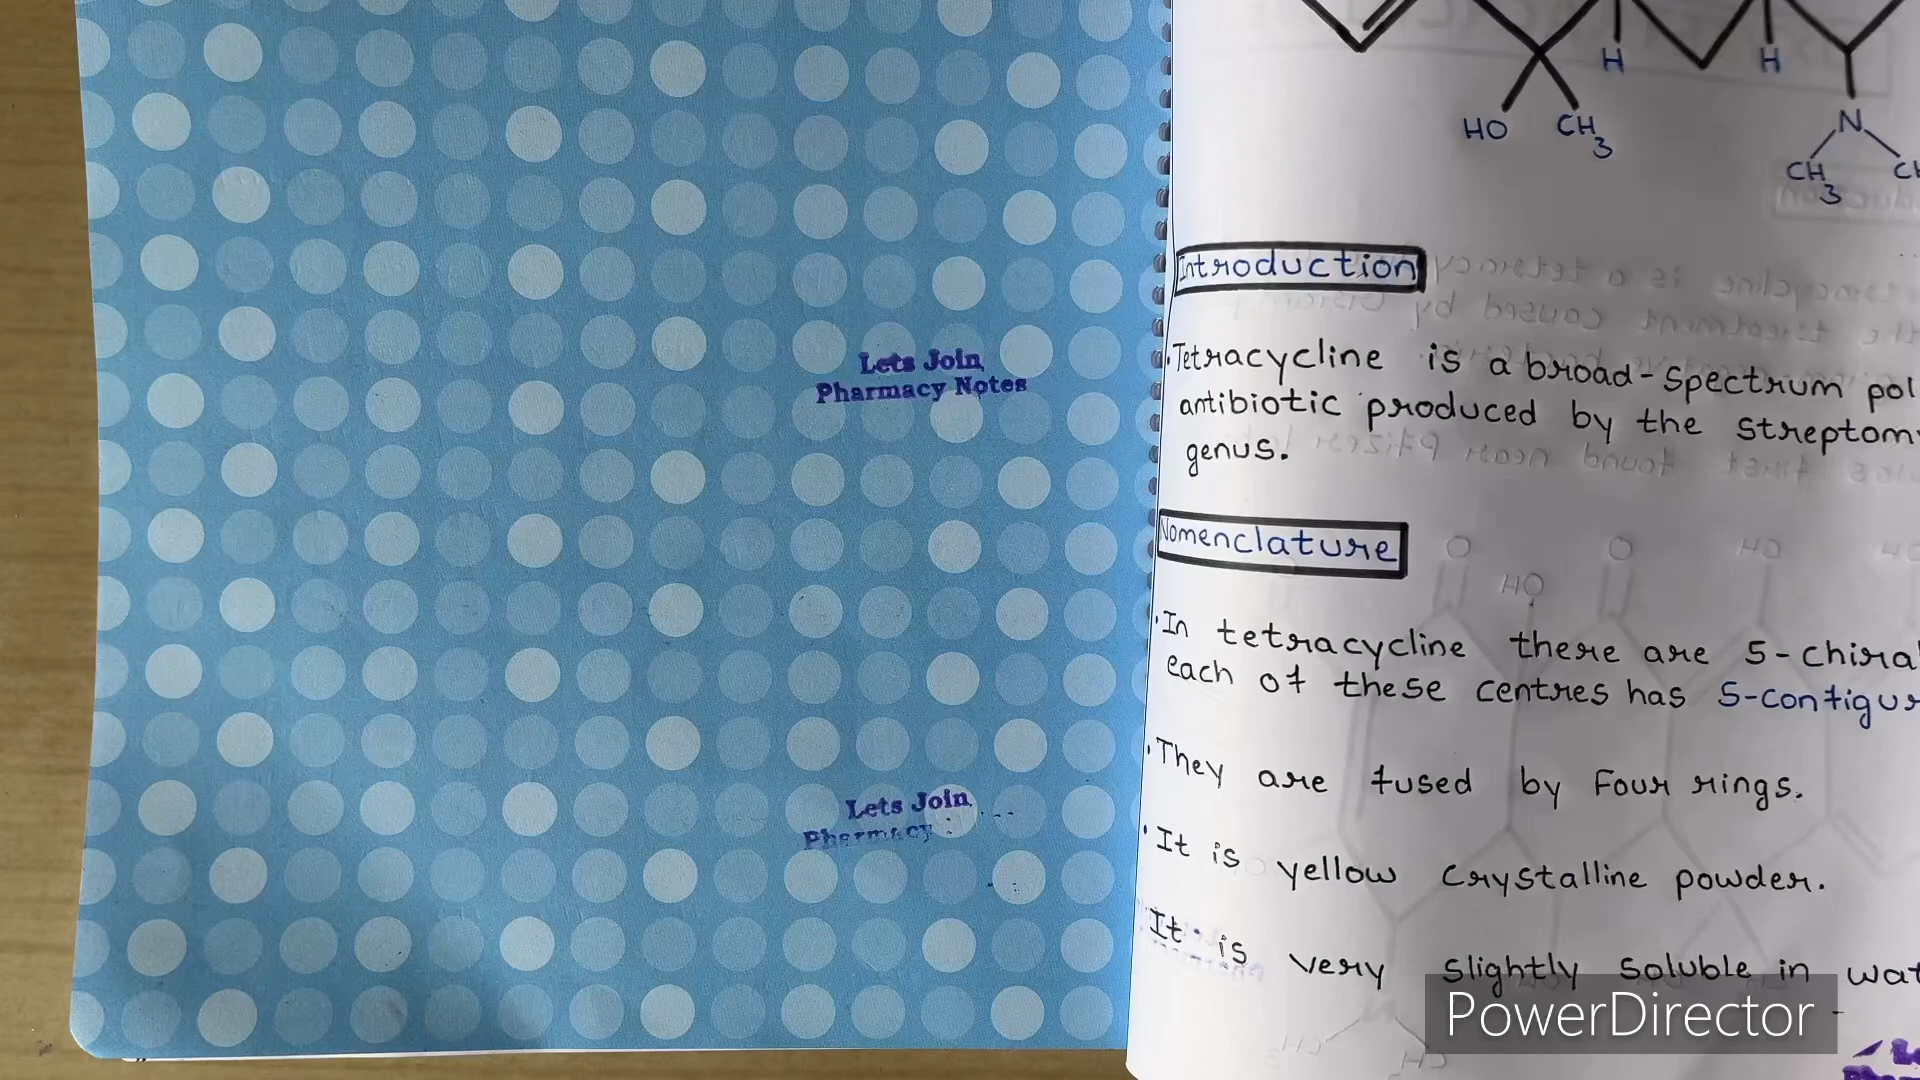 H H
HO CH3 N
CH3
Introduction
Tetracycline is a broad-spectrum
antibiotic produced by the
genus.
Nomenclature
In tetracycline there are 5-
each of these centres has
They are fused by Four rings.
It is yellow crystalline powder.
It is very slightly soluble in
Lets Join
Pharmacy Notes
Lets Join
Pharmacy
PowerDirector